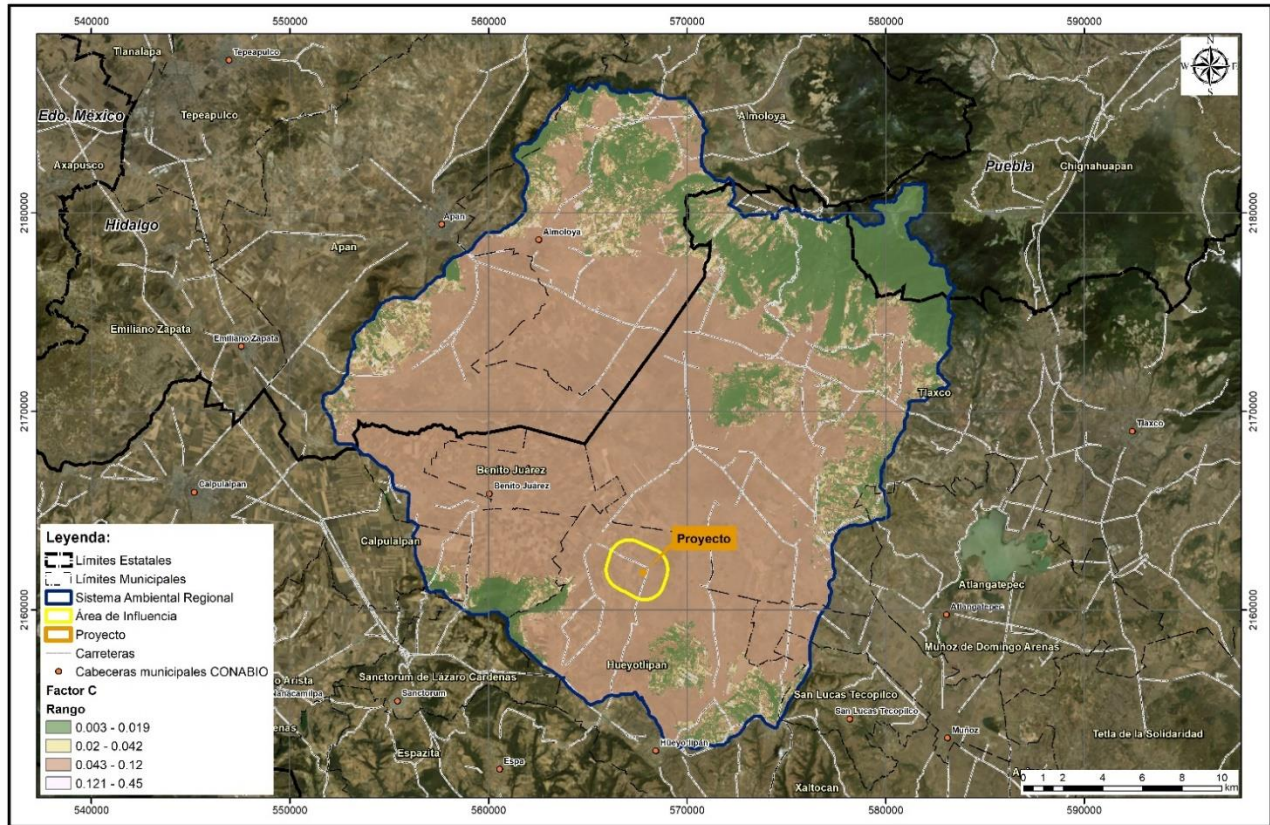 540000 550000 560000 570000 580000 590000
Tlanalapa
Tepeapulco
N
W E
S
Edo. México
Tepeapulco
Almoloya
Axapusco
Puebla
Chignahuapan
2180000
2180000
Hidalgo
Apan
Almoloya
Apan
Emiliano Zapata
Emiliano Zapata
2170000
2170000
Tlaxco
Tlaxco
Benito Juárez
Benito Juárez
Calpulalpan
Calpulalpan
Proyecto
Atlangatepec
Atlangatepec
2160000
2160000
Muñoz de Domingo Arenas
Hueyotlipan
Sanctorum de Lázaro Cárdenas
Sanctorum
San Lucas Tecopilco
San Lucas Tecopilco
Muñoz
Tetla de la Soledaridad
Hueyotlipán
Españita
Espa
Xaltocan
Leyenda:
Límites Estatales
Límites Municipales
Sistema Ambiental Regional
Área de Influencia
Proyecto
Carreteras
Cabeceras municipales CONABIO
Factor C
Rango
0.003 - 0.019
0.02 - 0.042
0.043 - 0.12
0.121 - 0.45
0 1 2 4 6 8 10
km
540000 550000 560000 570000 580000 590000